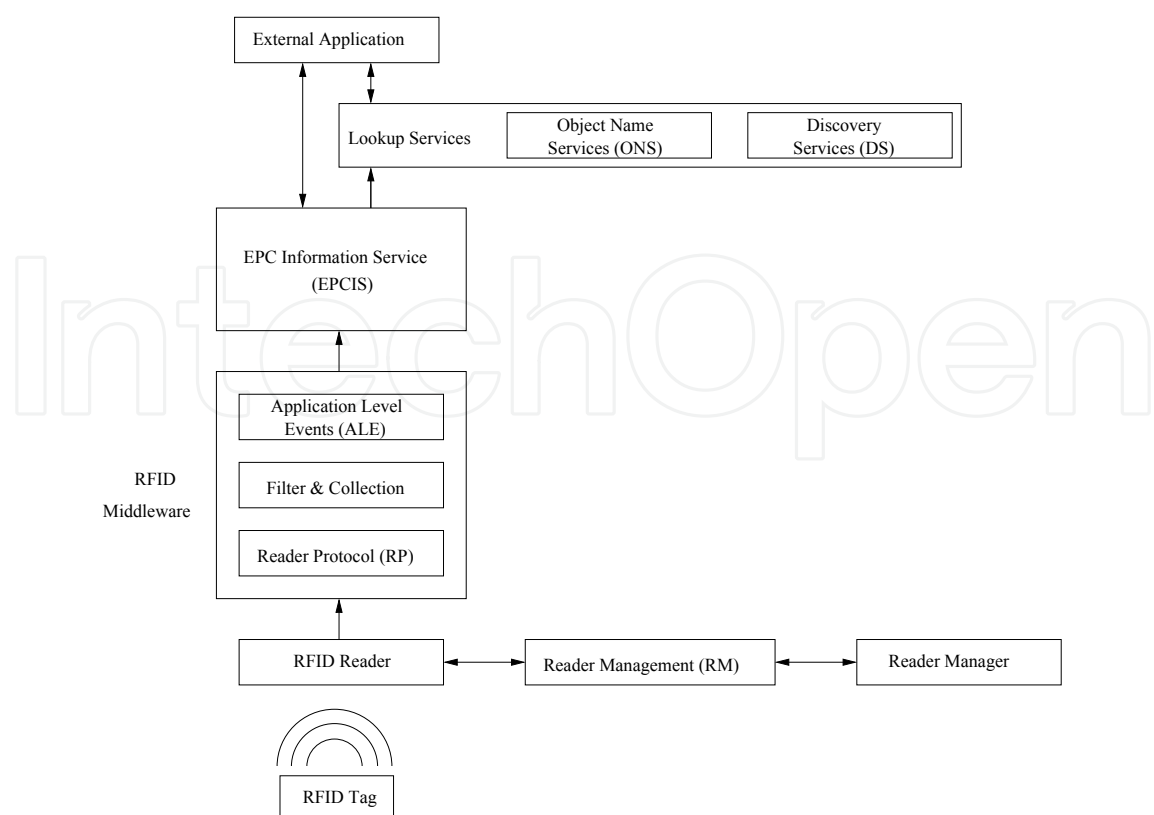 External Application
Lookup Services
Object Name
Services (ONS)
Discovery
Services (DS)
EPC Information Service
(EPCIS)
IntechOpen
Application Level
Events (ALE)
RFID
Middleware
Filter & Collection
Reader Protocol (RP)
RFID Reader
Reader Management (RM)
Reader Manager
RFID Tag